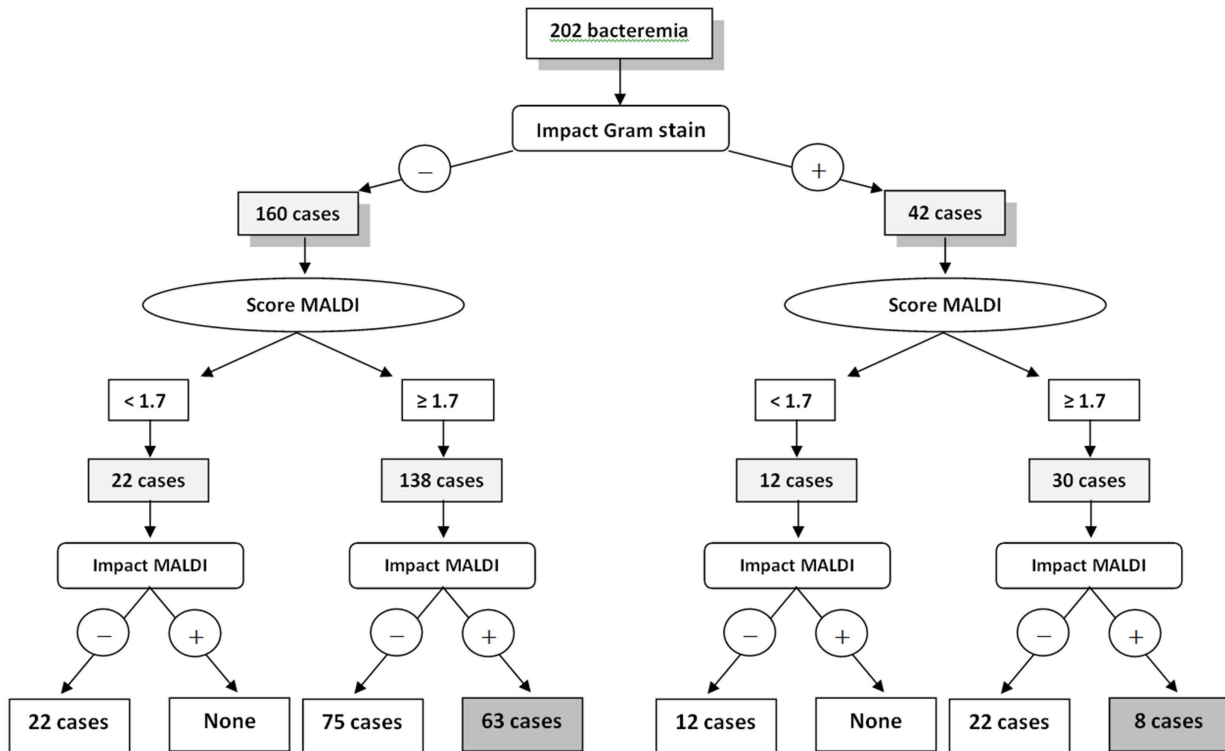 202 bacteremia
Impact Gram stain
− +
160 cases 42 cases
Score MALDI Score MALDI
< 1.7 ≥ 1.7 < 1.7 ≥ 1.7
22 cases 138 cases 12 cases 30 cases
Impact MALDI Impact MALDI Impact MALDI Impact MALDI
− + − + − + − +
22 cases None 75 cases 63 cases 12 cases None 22 cases 8 cases